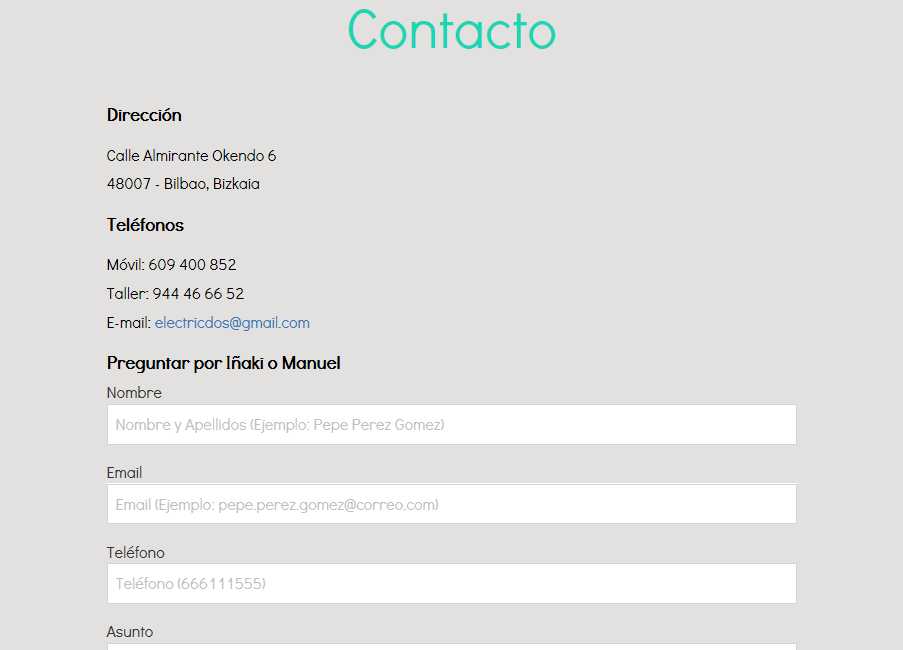 Contacto
Dirección
Calle Almirante Okendo 6
48007 - Bilbao, Bizkaia
Teléfonos
Móvil: 609 400 852
Taller: 944 46 66 52
E-mail: electricdos@gmail.com
Preguntar por Iñaki o Manuel
Nombre
Nombre y Apellidos (Ejemplo: Pepe Perez Gomez)
Email
Email (Ejemplo: pepe.perez.gomez@correo.com)
Teléfono
Teléfono (666111555)
Asunto